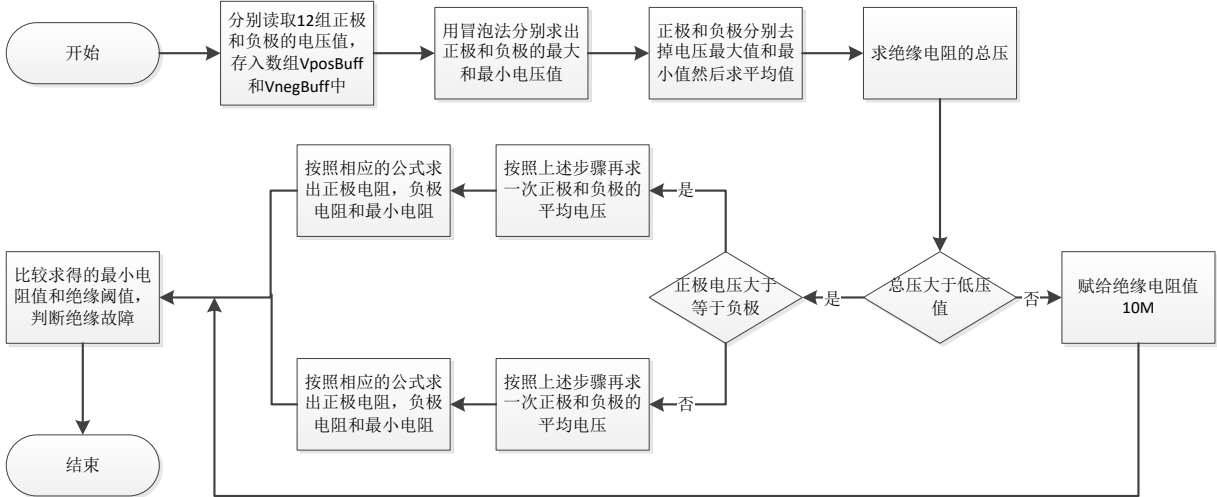 开始
分别读取12组正极
和负极的电压值，
存入数组VposBuff
和VnegBuff中
用冒泡法分别求出
正极和负极的最大
和最小电压值
正极和负极分别去
掉电压最大值和最
小值然后求平均值
求绝缘电阻的总压
按照相应的公式求
出正极电阻，负极
电阻和最小电阻
按照上述步骤再求
一次正极和负极的
平均电压
是
比较求得的最小电
阻值和绝缘阈值，
判断绝缘故障
正极电压大于
等于负极
是
总压大于低压
值
否
赋给绝缘电阻值
10M
按照相应的公式求
出正极电阻，负极
电阻和最小电阻
按照上述步骤再求
一次正极和负极的
平均电压
否
结束